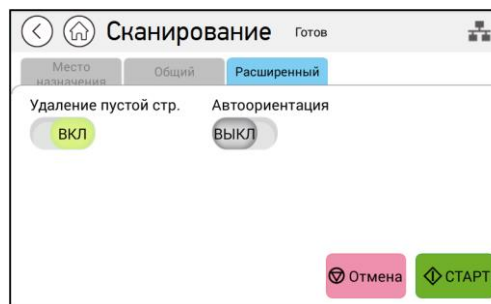 Сканирование Готов
Место
назначения
Общий
Расширенный
Удаление пустой стр. Автоориентация
ВКЛ ВЫКЛ
Отмена СТАРТ